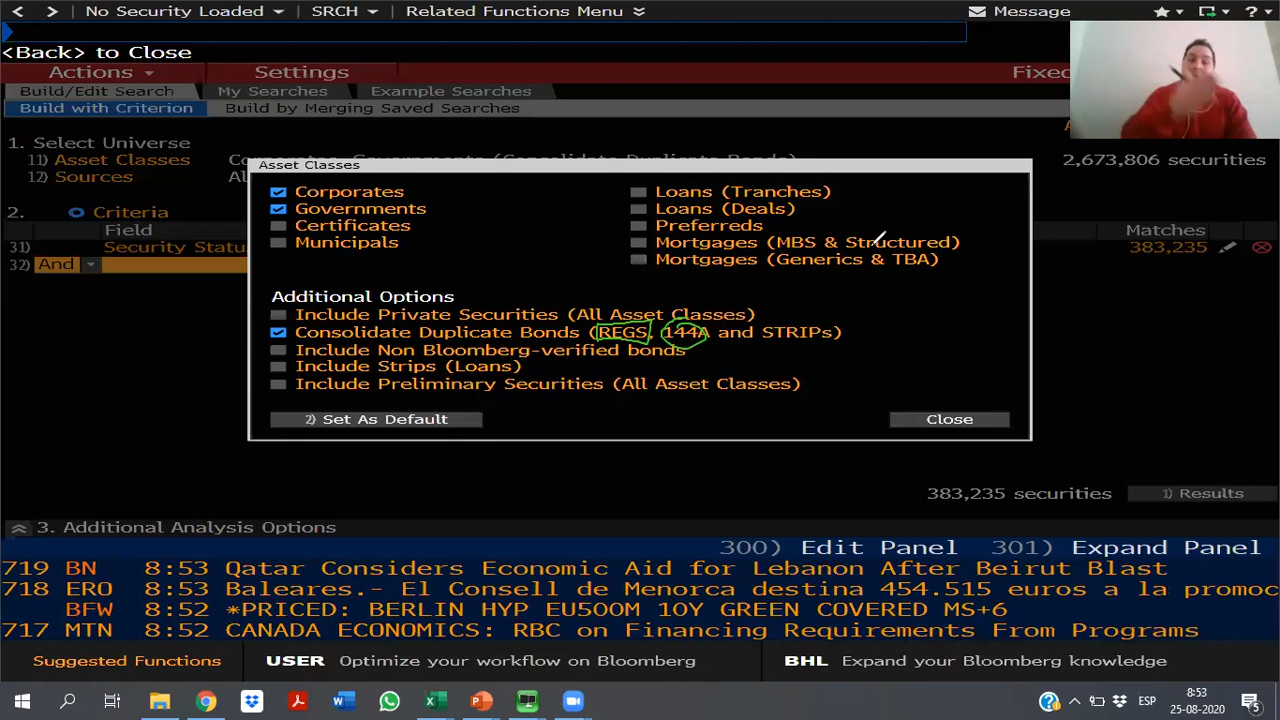 No Security Loaded SRCH Related Functions Menu Message
<Back> to Close
Actions Settings Fixed
Build/Edit Search My Searches Example Searches
Build with Criterion Build by Merging Saved Searches
1. Select Universe
11) Asset Classes Corporates, Governments (Consolidate Duplicate Bonds) 2,673,806 securities
12) Sources
2. Criteria
Field Matches
31) Security Status 383,235
32) And
Asset Classes
Corporates Loans (Tranches)
Governments Loans (Deals)
Certificates Preferreds
Municipals Mortgages (MBS & Structured)
Mortgages (Generics & TBA)
Additional Options
Include Private Securities (All Asset Classes)
Consolidate Duplicate Bonds (REGS, 144A and STRIPs)
Include Non Bloomberg-verified bonds
Include Strips (Loans)
Include Preliminary Securities (All Asset Classes)
2) Set As Default Close
383,235 securities 1) Results
3. Additional Analysis Options
300) Edit Panel 301) Expand Panel
719 BN 8:53 Qatar Considers Economic Aid for Lebanon After Beirut Blast
718 ERO 8:53 Baleares.- El Consell de Menorca destina 454.515 euros a la promoc
BFW 8:52 *PRICED: BERLIN HYP EU500M 10Y GREEN COVERED MS+6
717 MTN 8:52 CANADA ECONOMICS: RBC on Financing Requirements From Programs
Suggested Functions USER Optimize your workflow on Bloomberg BHL Expand your Bloomberg knowledge
ESP 8:53
25-08-2020 5